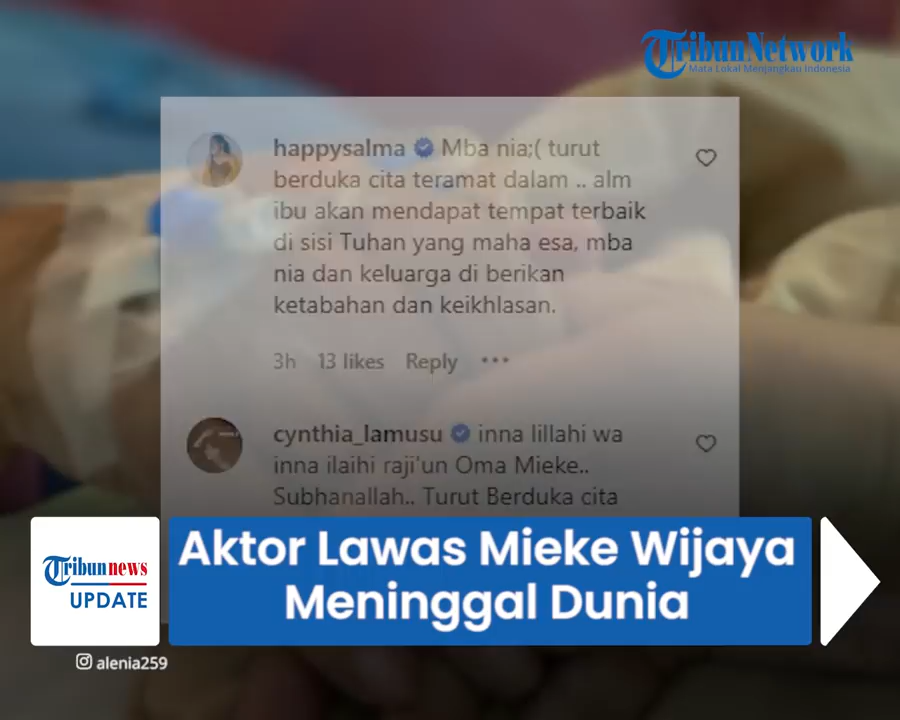 TribunNetwork
Mata Lokal Menjangkau Indonesia
happysalma Mba nia;( turut
berduka cita teramat dalam .. alm
ibu akan mendapat tempat terbaik
di sisi Tuhan yang maha esa, mba
nia dan keluarga di berikan
ketabahan dan keikhlasan.
3h 13 likes Reply ...
cynthia_lamusu inna lillahi wa
inna ilaihi raji'un Oma Mieke..
Subhanallah.. Turut Berduka cita
Aktor Lawas Mieke Wijaya
Meninggal Dunia
Tribunnews
UPDATE
alenia259